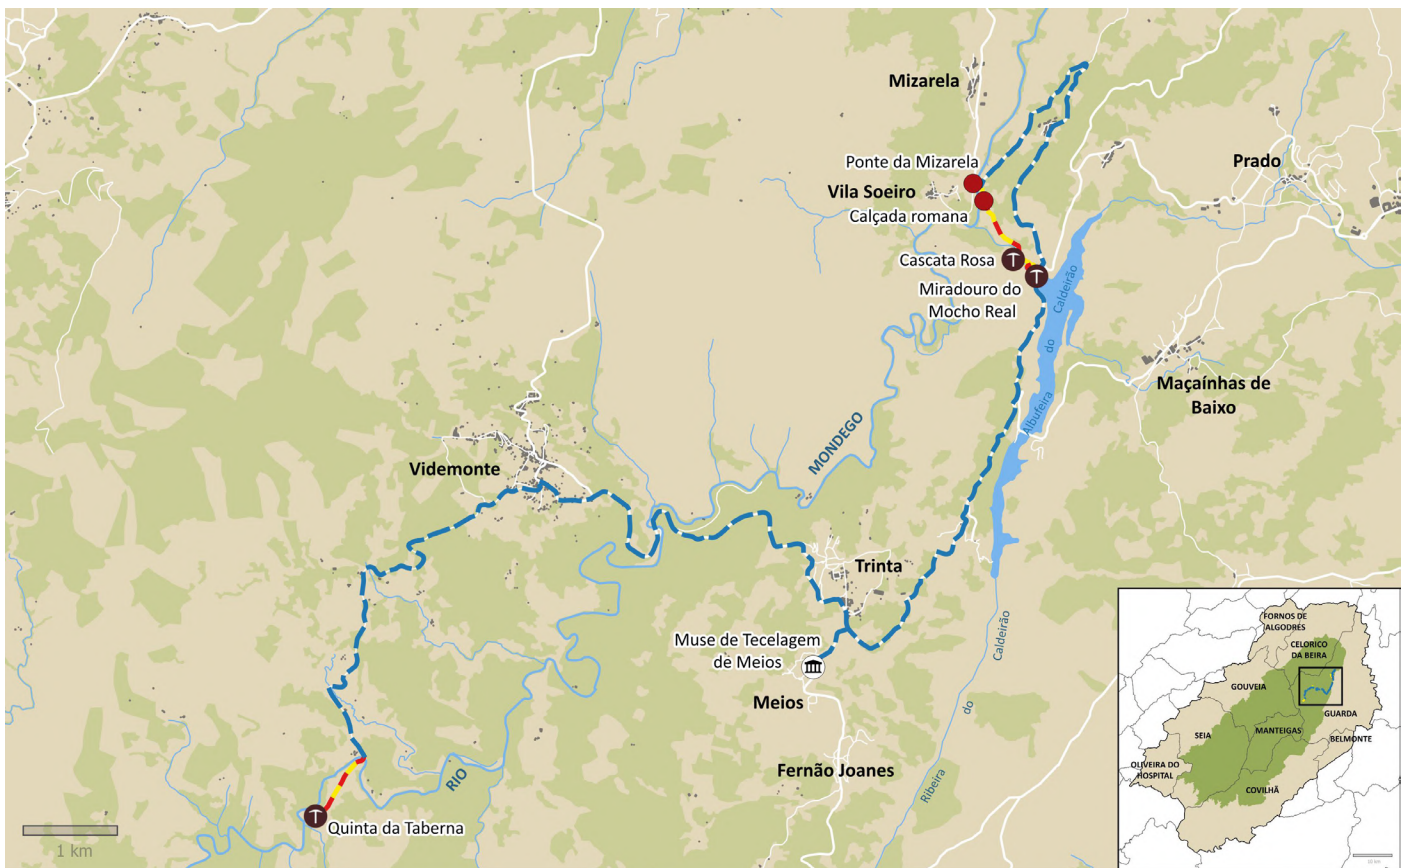 Mizarela
Ponte da Mizarela
Prado
Vila Soeiro
Calçada romana
Cascata Rosa
Miradouro do
Mocho Real
Caldeirão
do
Albufeira
Maçaínhas de
Baixo
MONDEGO
Videmonte
Trinta
Muse de Tecelagem
de Meios
Meios
Caldeirão
do
Ribeira
Fernão Joanes
RIO
Quinta da Taberna
1 km
FORNOS DE
ALGODRES
CELORICO
DA BEIRA
GOUVEIA
GUARDA
SEIA
MANTEIGAS
BELMONTE
OLIVEIRA DO
HOSPITAL
COVILHÃ
10 km